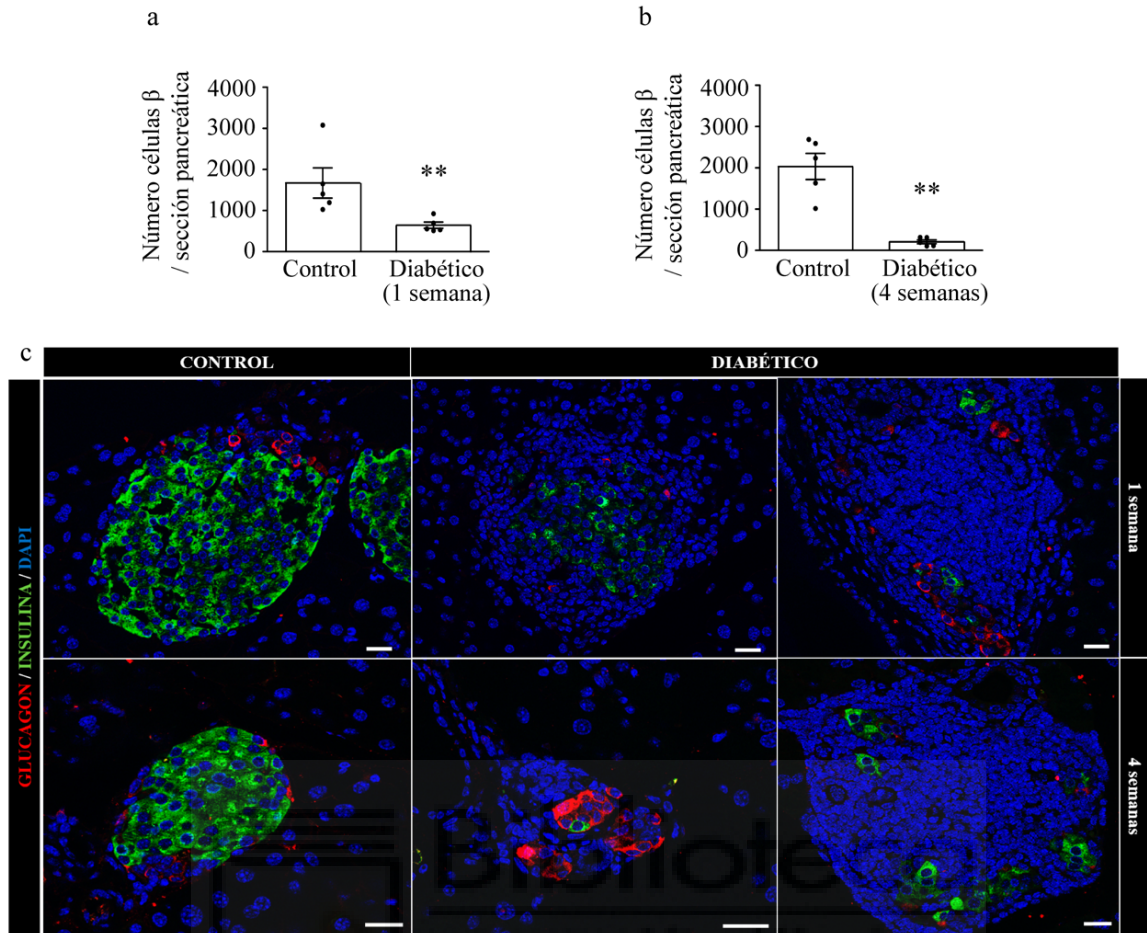 a
Número células β
/ sección pancreática
4000
3000
2000
1000
0
**
Control
Diabético
(1 semana)
b
Número células β
/ sección pancreática
4000
3000
2000
1000
0
**
Control
Diabético
(4 semanas)
c
CONTROL
DIABÉTICO
GLUCAGON / INSULINA / DAPI
1 semana
4 semanas